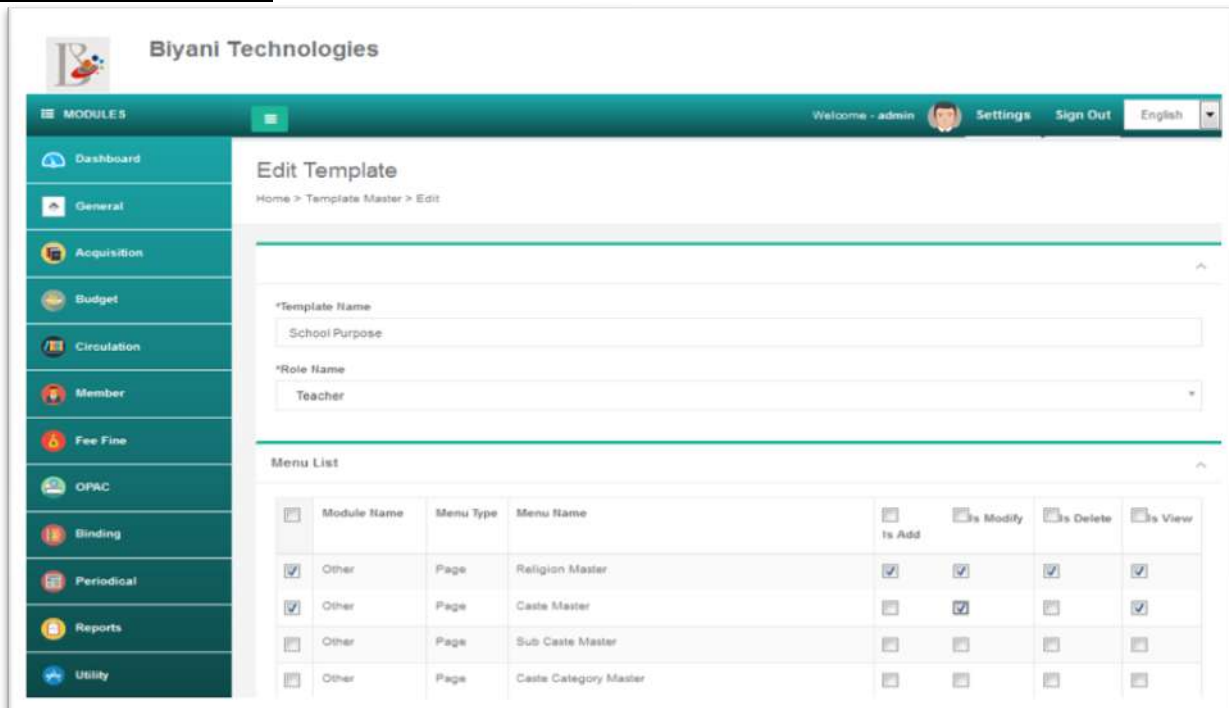 Biyani Technologies
MODULES
Welcome - admin Settings Sign Out English
Dashboard
General
Acquisition
Budget
Circulation
Member
Fee Fine
OPAC
Binding
Periodical
Reports
Utility
Edit Template
Home > Template Master > Edit
*Template Name
School Purpose
*Role Name
Teacher
Menu List
Module Name Menu Type Menu Name Is Add Is Modify Is Delete Is View
Other Page Religion Master
Other Page Caste Master
Other Page Sub Caste Master
Other Page Caste Category Master